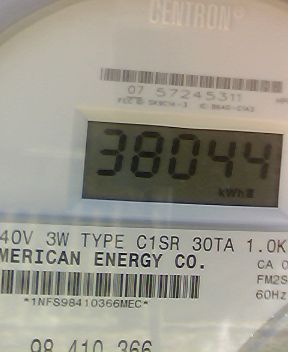 CENTRON®
07 57245311
38044
kWh
40V 3W TYPE C1SR 30TA 1.0K
MERICAN ENERGY CO.
CA 0
FM2S
60Hz
*1NFS98410366MEC*
98 410 366